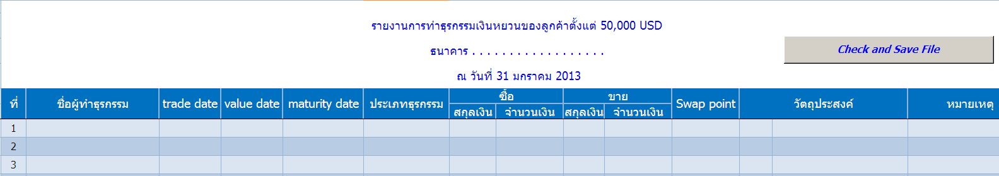 รายงานการทำธุรกรรมเงินหยวนของลูกค้าตั้งแต่ 50,000 USD
ธนาคาร . . . . . . . . . . . . . . . . . .
Check and Save File
ณ วันที่ 31 มกราคม 2013
ที่ ชื่อผู้ทำธุรกรรม trade date value date maturity date ประเภทธุรกรรม ซื้อ ขาย Swap point วัตถุประสงค์ หมายเหตุ
สกุลเงิน จำนวนเงิน สกุลเงิน จำนวนเงิน
1
2
3